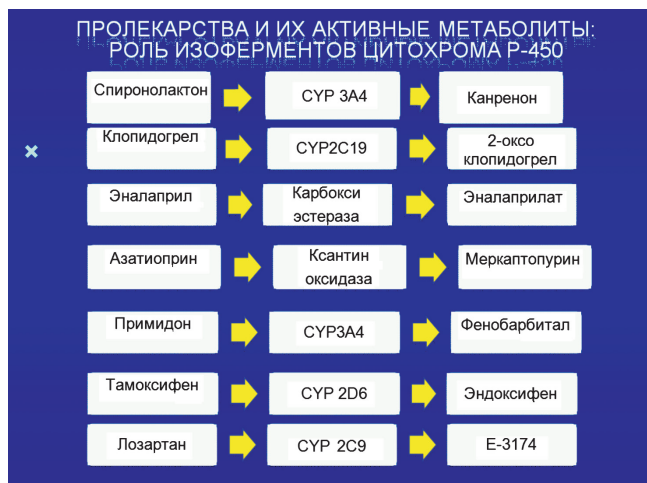 ПРОЛЕКАРСТВА И ИХ АКТИВНЫЕ МЕТАБОЛИТЫ:
РОЛЬ ИЗОФЕРМЕНТОВ ЦИТОХРОМА Р-450
Спиронолактон CYP 3A4 Канренон
Клопидогрел CYP2C19 2-оксо
клопидогрел
Эналаприл Карбокси
эстераза Эналаприлат
Азатиоприн Ксантин
оксидаза Меркаптопурин
Примидон CYP3A4 Фенобарбитал
Тамоксифен CYP 2D6 Эндоксифен
Лозартан CYP 2C9 Е-3174